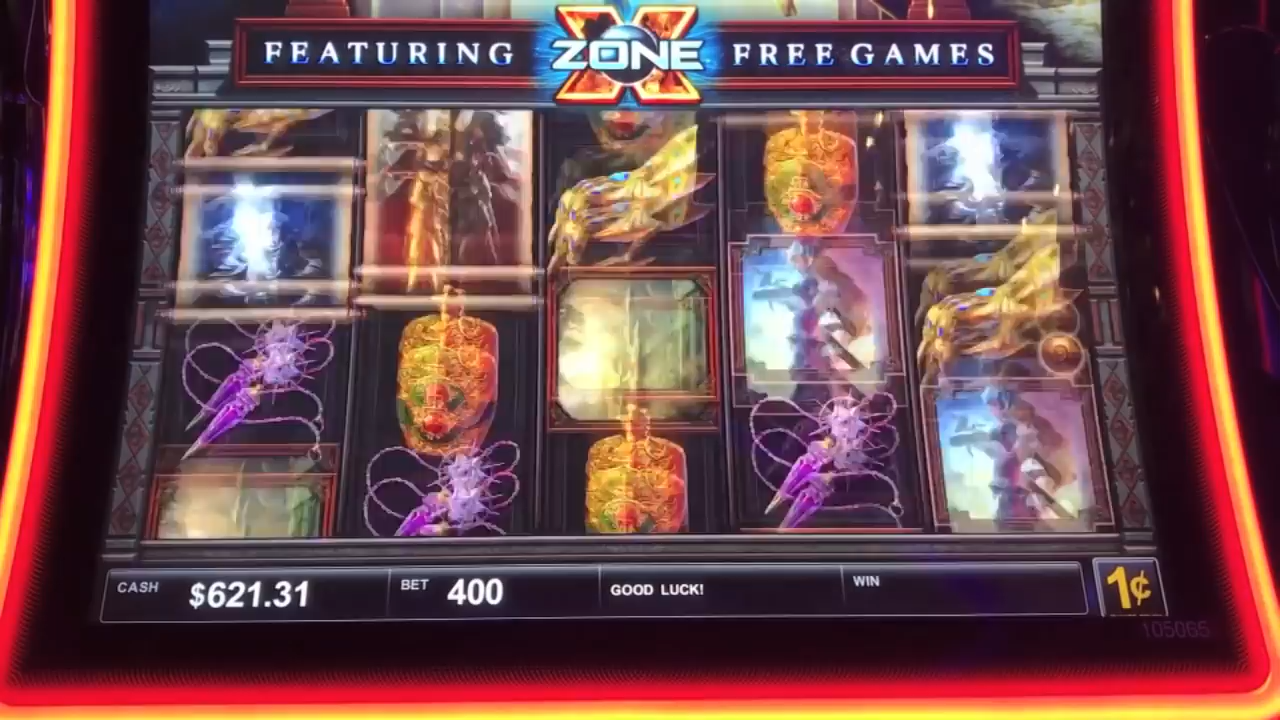 FEATURING X ZONE FREE GAMES
CASH $621.31 BET 400 GOOD LUCK! WIN 1¢
105065